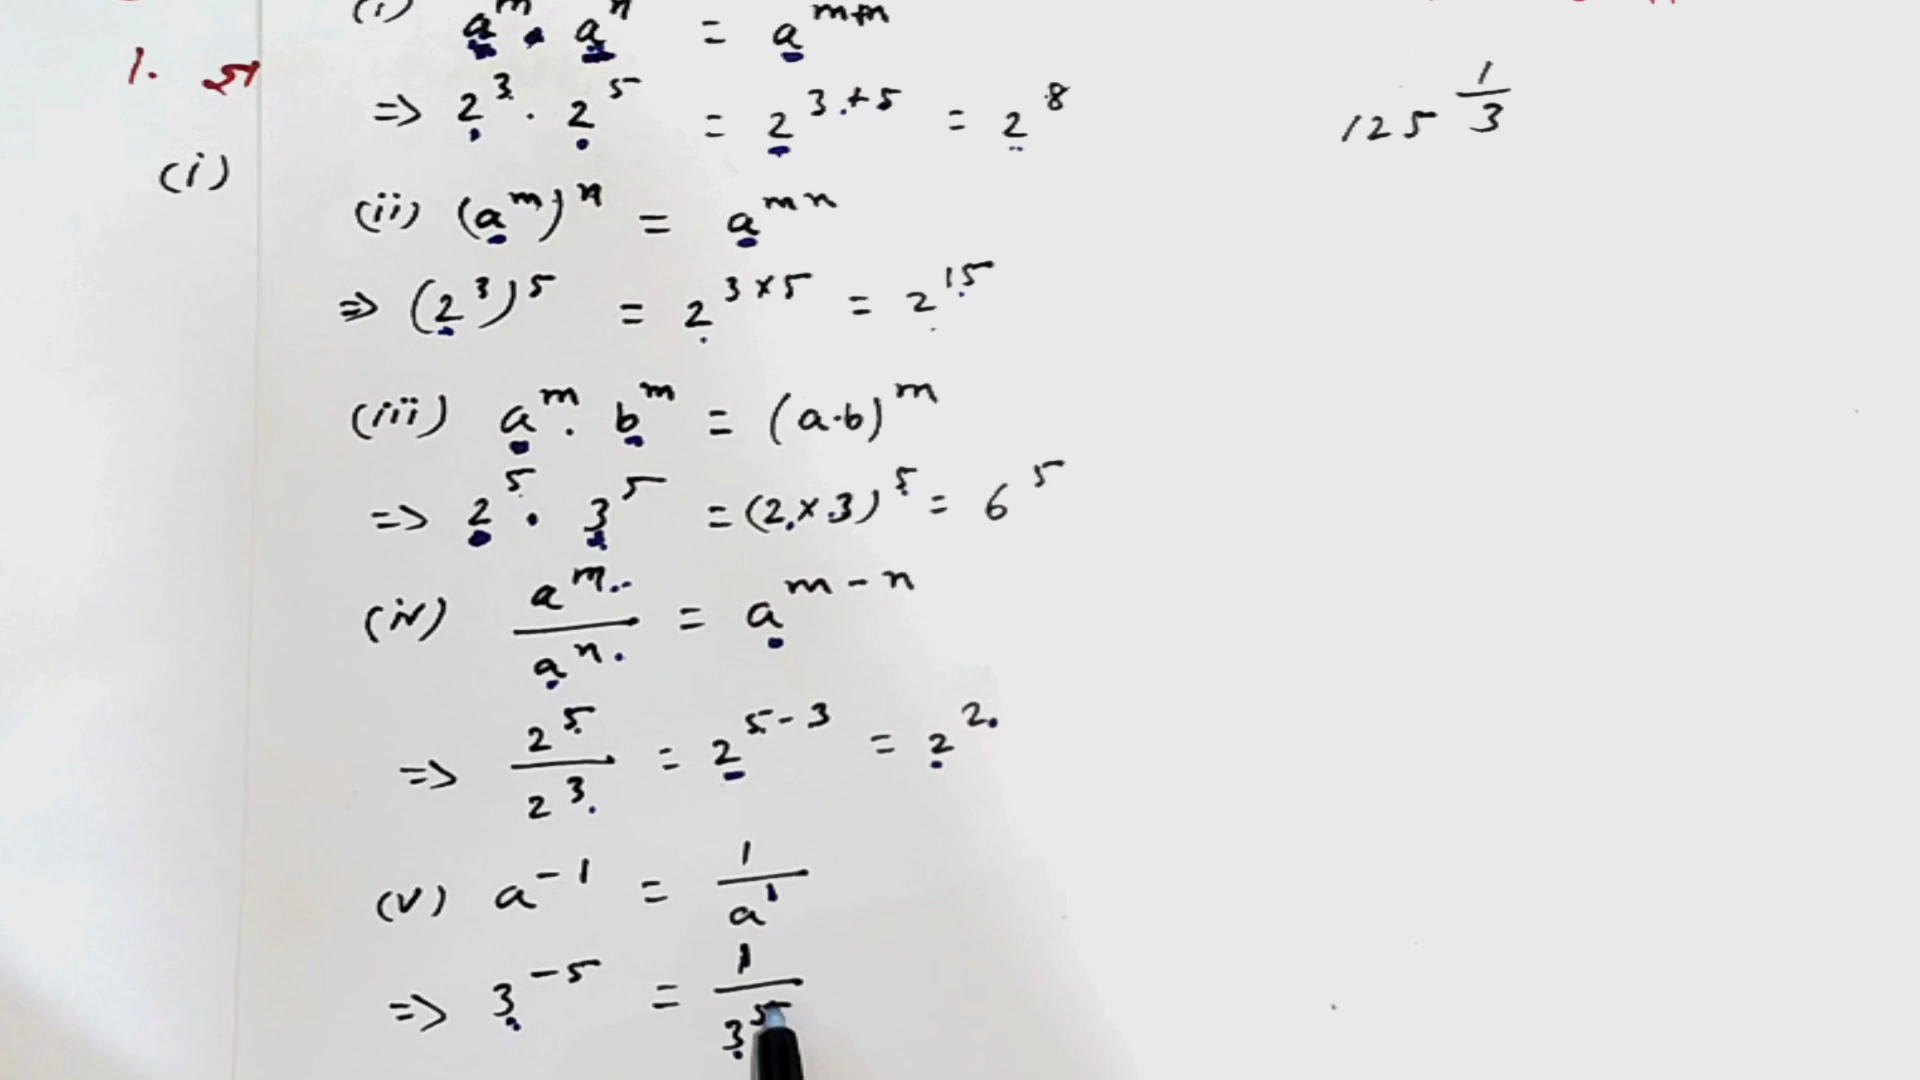 (i) a^m . a^n = a^{m+n}
1.
=> 2^3 . 2^5 = 2^{3+5} = 2^8
125^{1/3}
(i)
(ii) (a^m)^n = a^{mn}
=> (2^3)^5 = 2^{3×5} = 2^{15}
(iii) a^m . b^m = (a.b)^m
=> 2^5 . 3^5 = (2×3)^5 = 6^5
(iv) a^m / a^n = a^{m-n}
=> 2^5 / 2^3 = 2^{5-3} = 2^2
(v) a^{-1} = 1 / a^1
=> 3^{-5} = 1 / 3^5